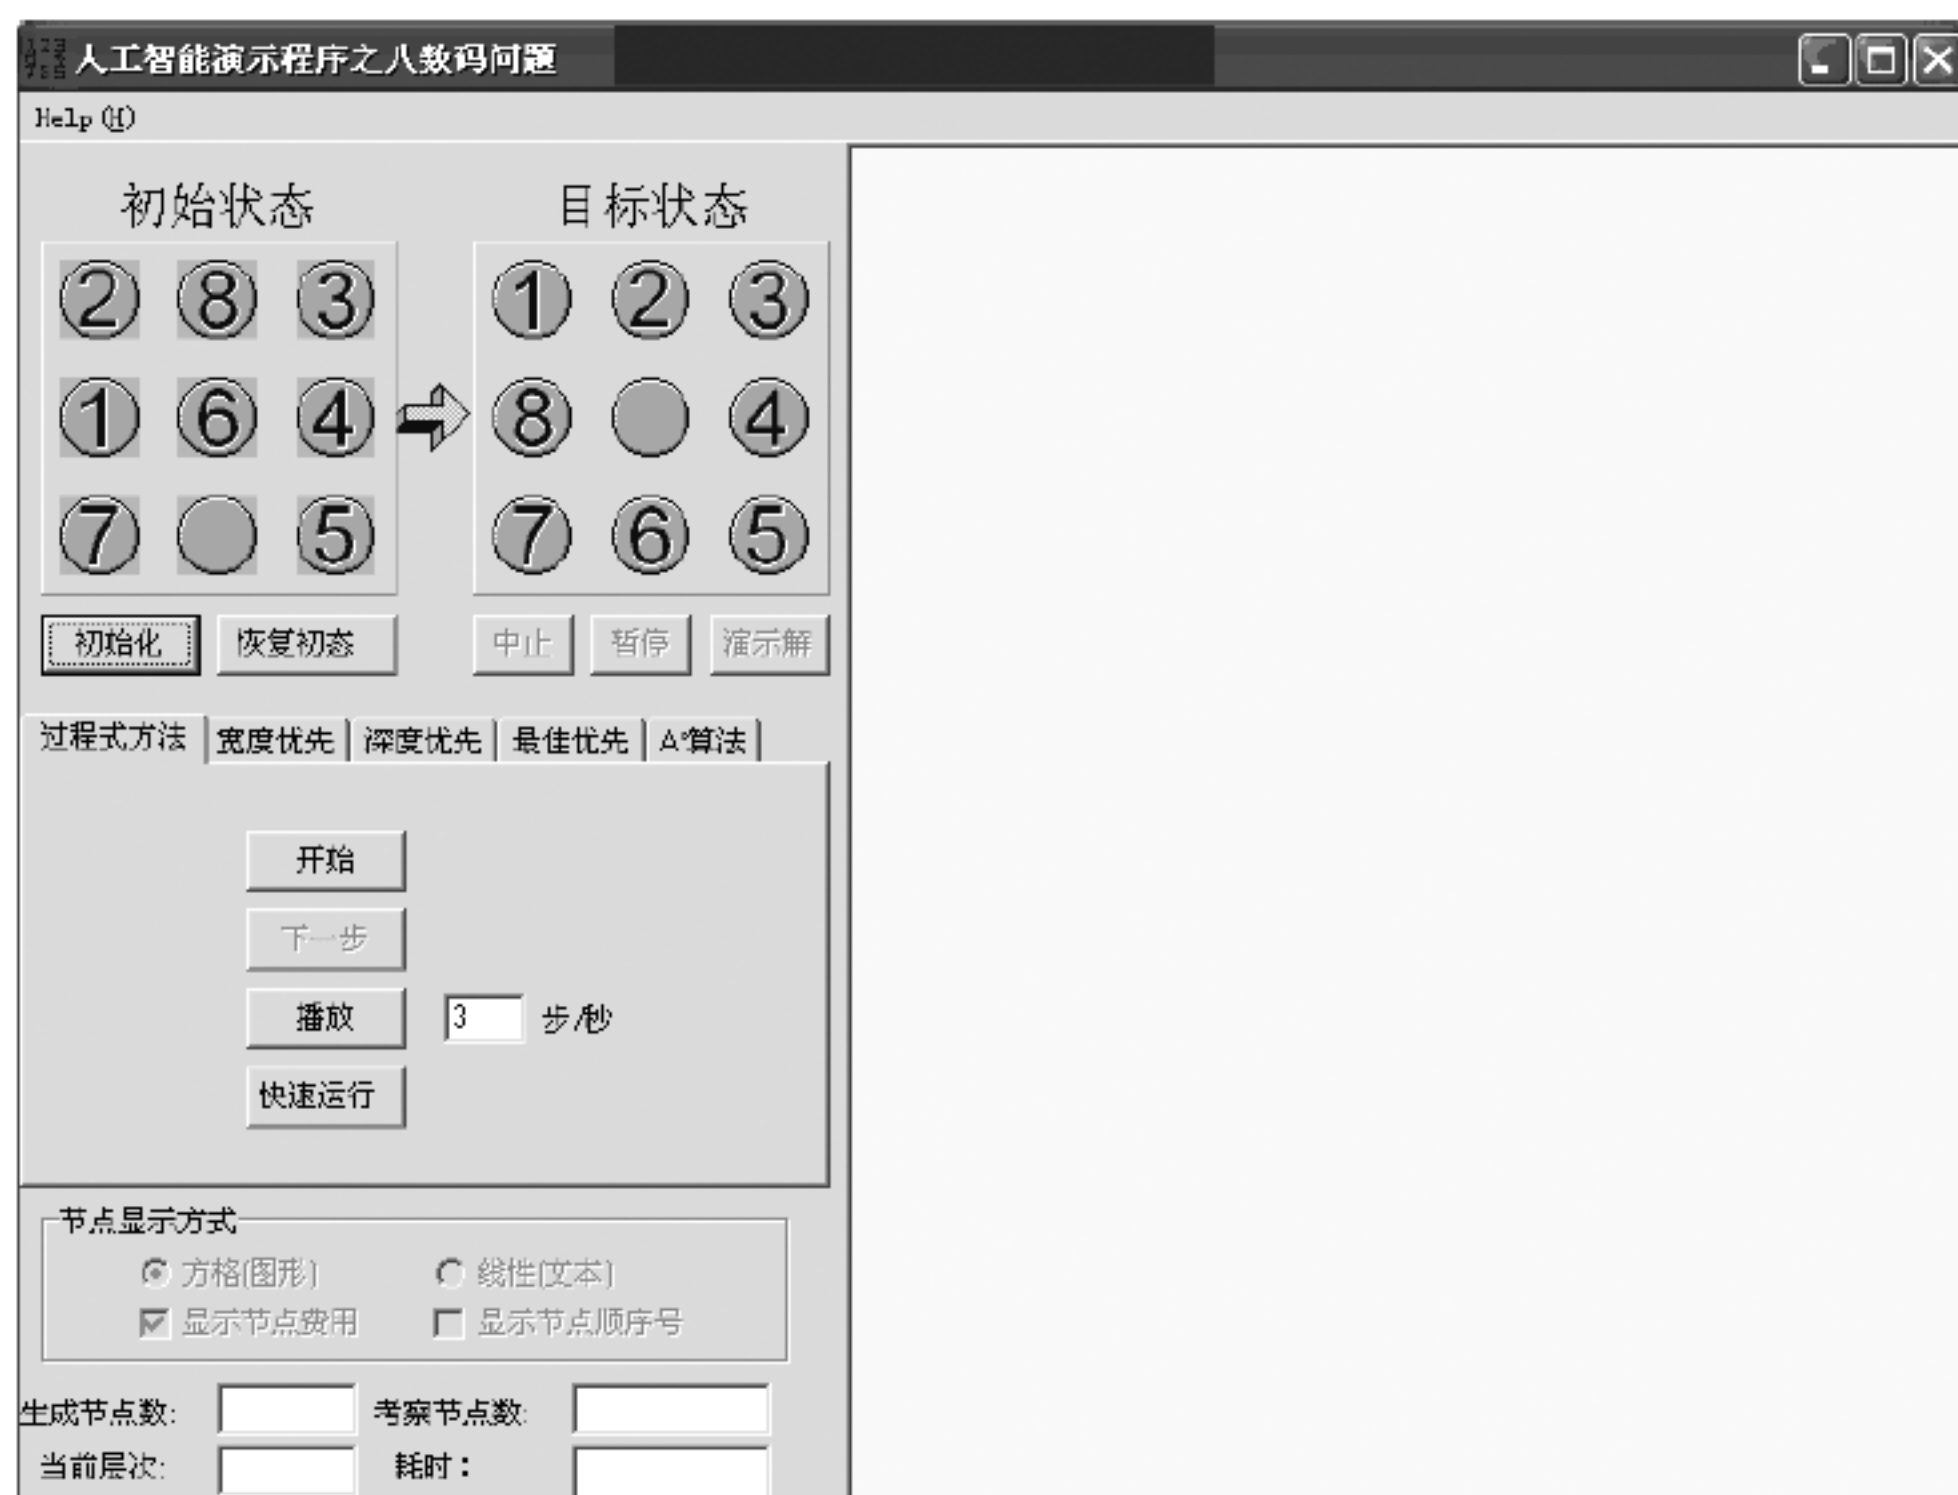 人工智能演示程序之八数码问题
Help(H)
初始状态 目标状态
2 8 3 1 2 3
1 6 4 8 4
7 5 7 6 5
初始化 恢复初态 中止 暂停 演示解
过程式方法 宽度优先 深度优先 最佳优先 A*算法
开始
下一步
播放 3 步/秒
快速运行
节点显示方式
方格(图形) 线性(文本)
显示节点费用 显示节点顺序号
生成节点数: 考察节点数:
当前层次: 耗时：